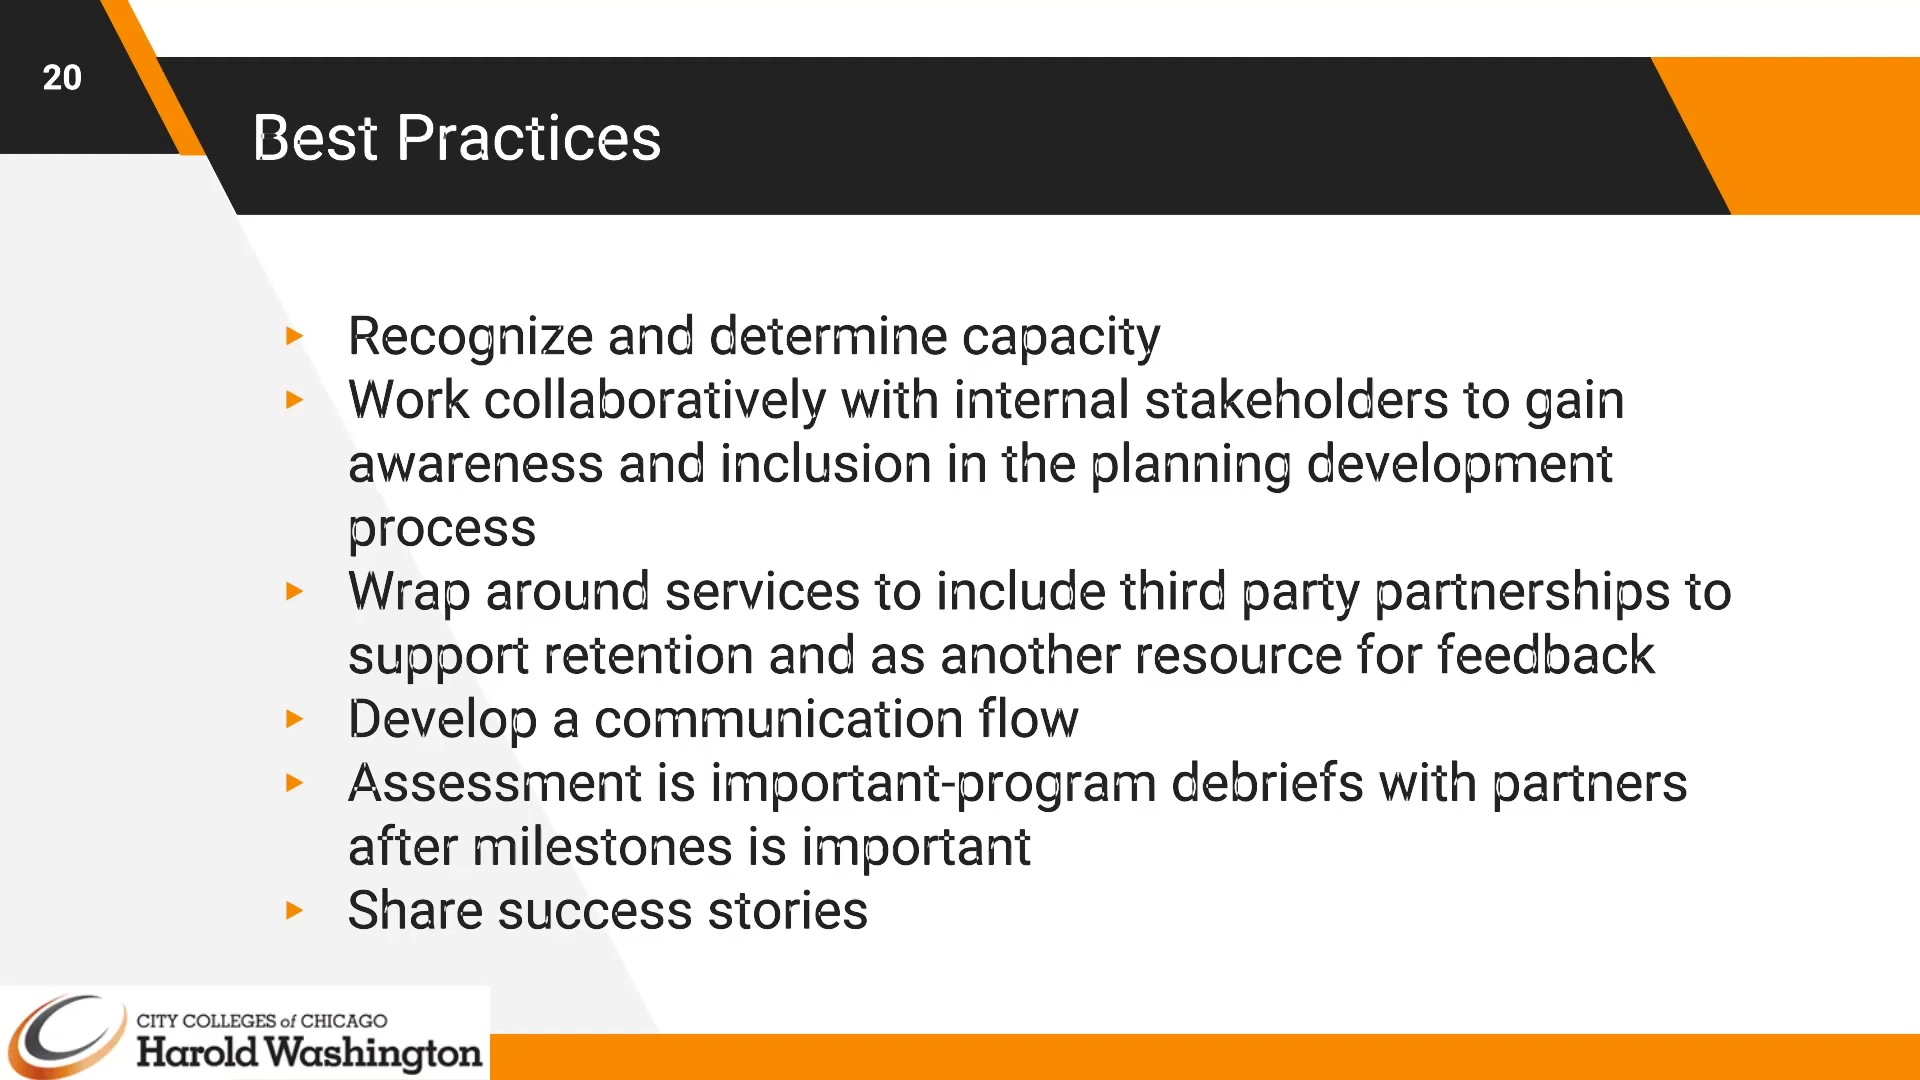 20
Best Practices
▸ Recognize and determine capacity
▸ Work collaboratively with internal stakeholders to gain
awareness and inclusion in the planning development
process
▸ Wrap around services to include third party partnerships to
support retention and as another resource for feedback
▸ Develop a communication flow
▸ Assessment is important-program debriefs with partners
after milestones is important
▸ Share success stories
CITY COLLEGES of CHICAGO
Harold Washington